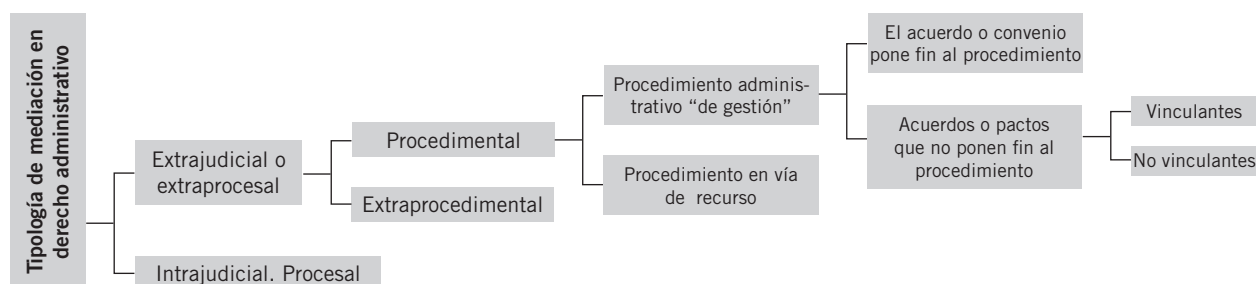 Tipología de mediación en
derecho administrativo
Extrajudicial o
extraprocesal
Intrajudicial. Procesal
Procedimental
Extraprocedimental
Procedimiento adminis-
trativo “de gestión”
Procedimiento en vía
de recurso
El acuerdo o convenio
pone fin al procedimiento
Acuerdos o pactos
que no ponen fin al
procedimiento
Vinculantes
No vinculantes